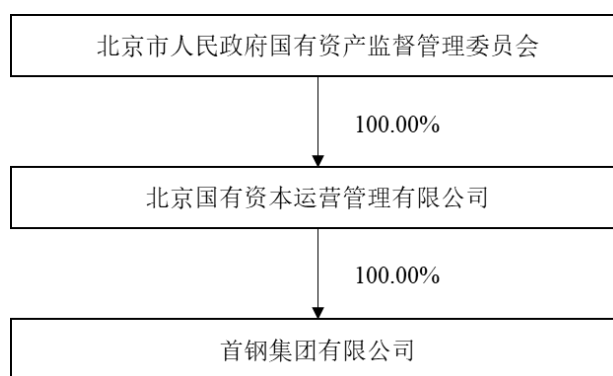 北京市人民政府国有资产监督管理委员会
100.00%
北京国有资本运营管理有限公司
100.00%
首钢集团有限公司